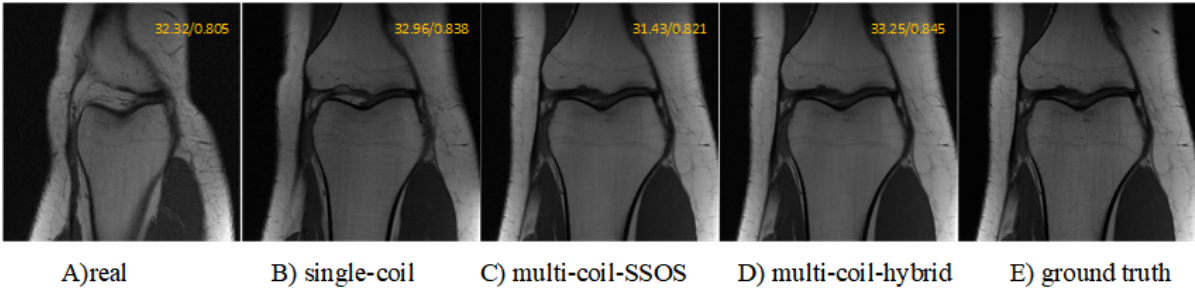 32.32/0.805 32.96/0.838 31.43/0.821 33.25/0.845
A)real B) single-coil C) multi-coil-SSOS D) multi-coil-hybrid E) ground truth